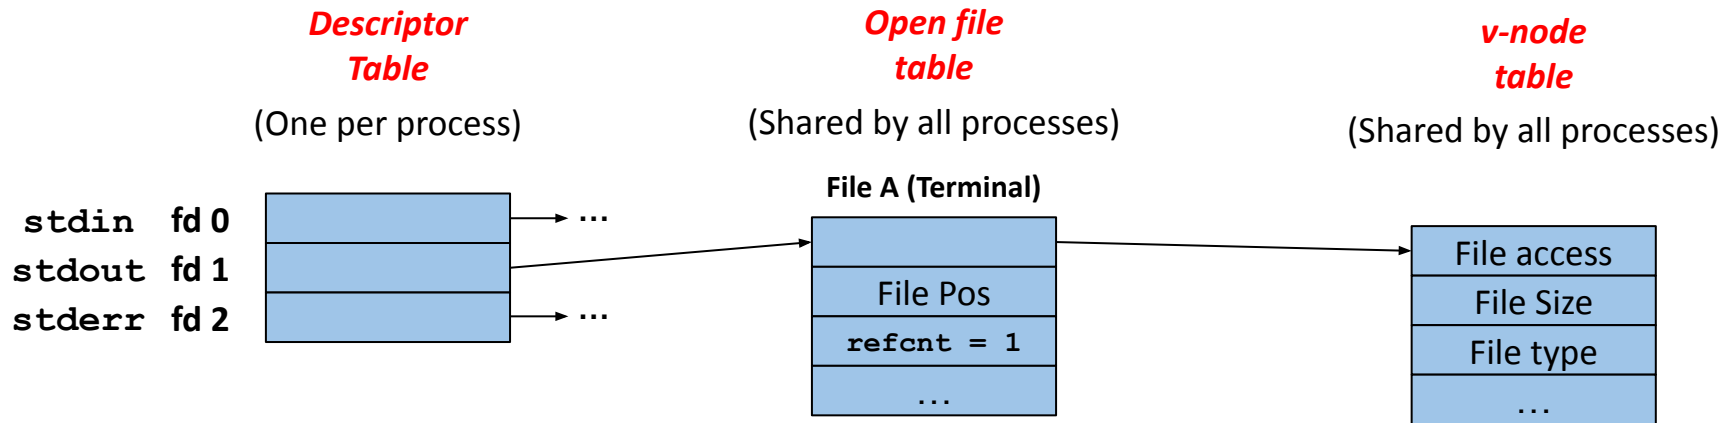 Descriptor
Table
(One per process)
Open file
table
(Shared by all processes)
v-node
table
(Shared by all processes)
stdin fd 0
stdout fd 1
stderr fd 2
...
...
File A (Terminal)
File Pos
refcnt = 1
...
File access
File Size
File type
...